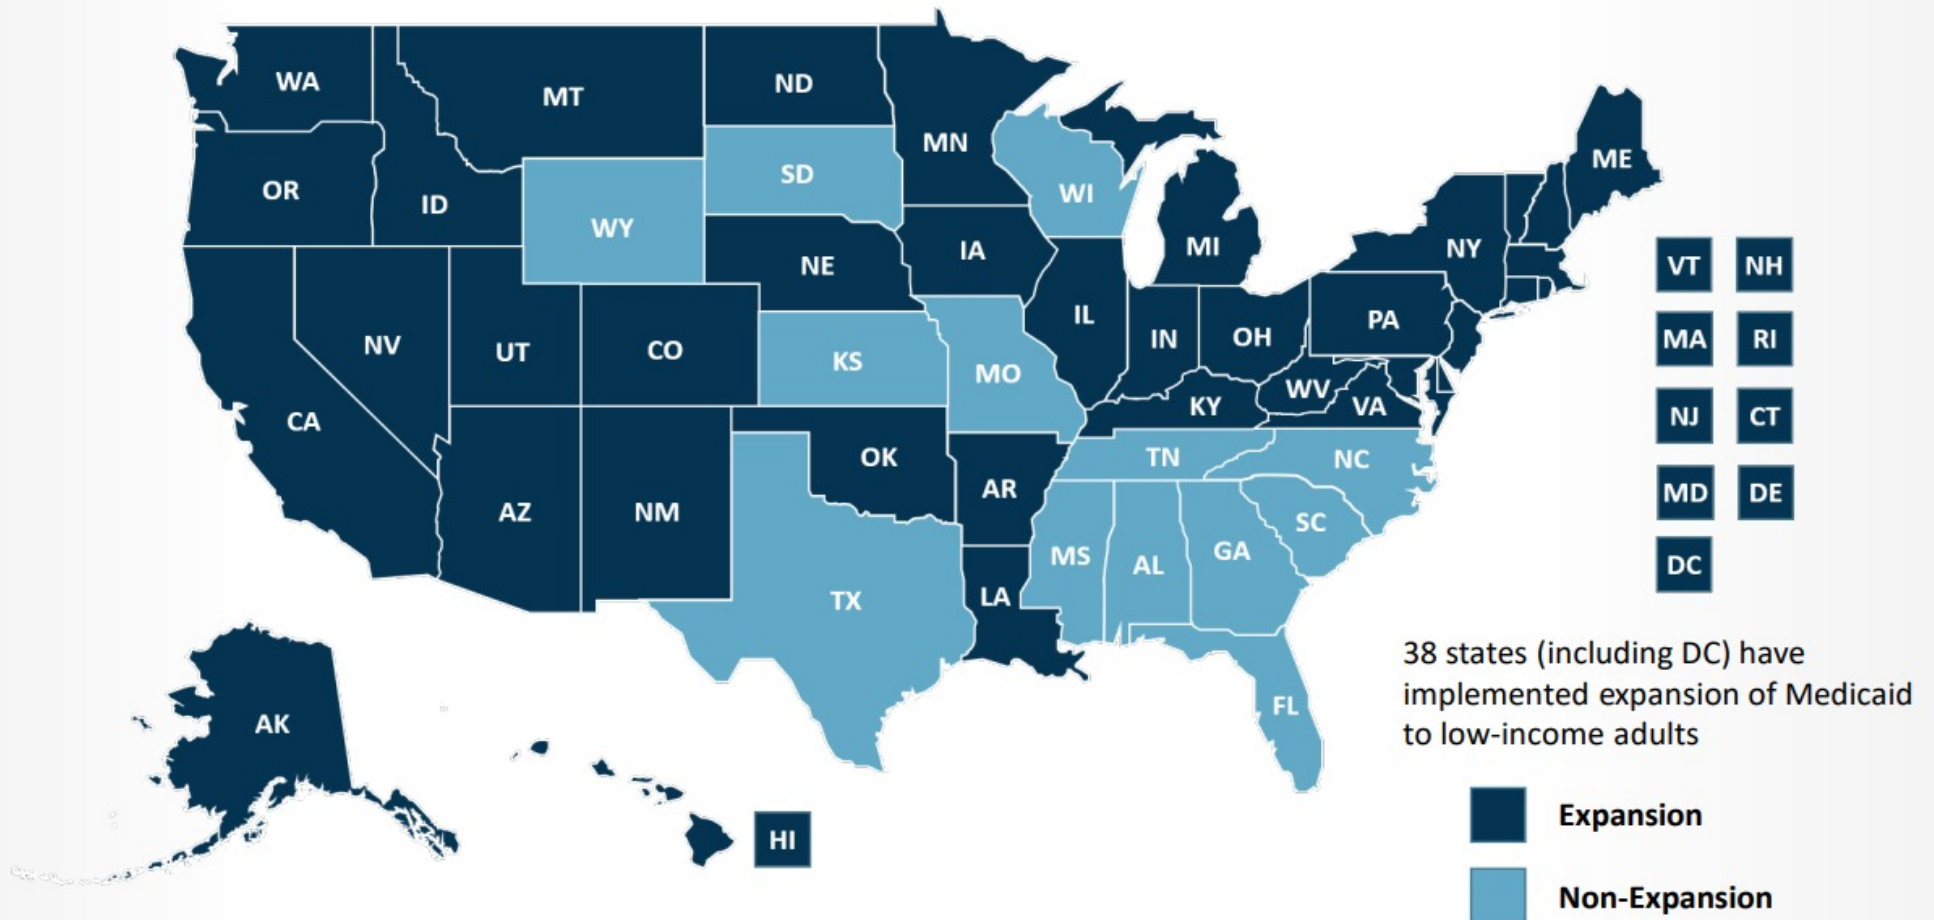 WA
MT
ND
MN
ME
OR
ID
SD
WI
WY
NY
MI
NE
IA
VT
NH
NV
UT
CO
KS
MO
IL
IN
OH
PA
MA
RI
CA
WV
KY
VA
NJ
CT
OK
TN
NC
AZ
NM
AR
MD
DE
MS
AL
GA
SC
DC
TX
LA
FL
AK
HI
38 states (including DC) have
implemented expansion of Medicaid
to low-income adults
Expansion
Non-Expansion